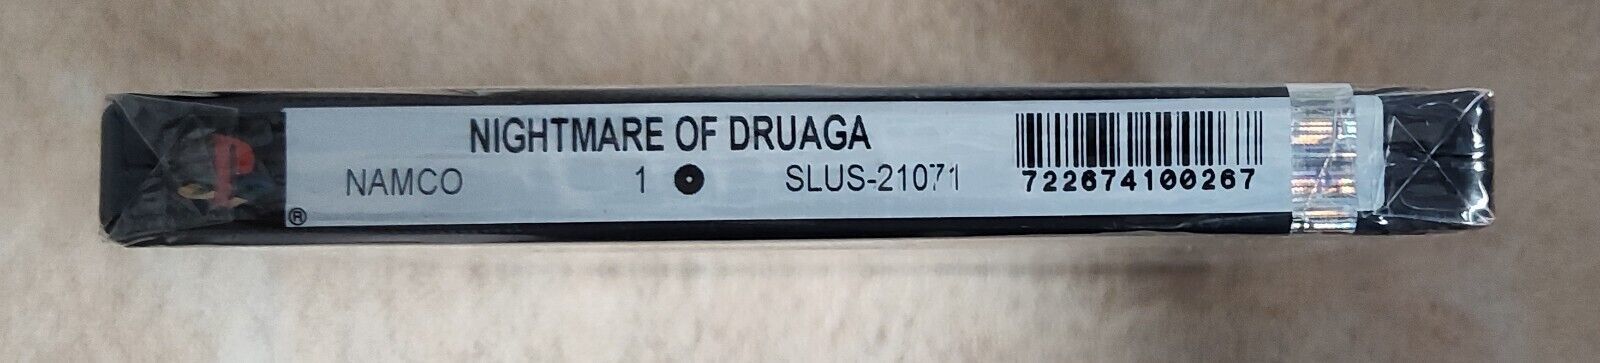 NIGHTMARE OF DRUAGA
NAMCO 1 SLUS-21071
722674100267
®